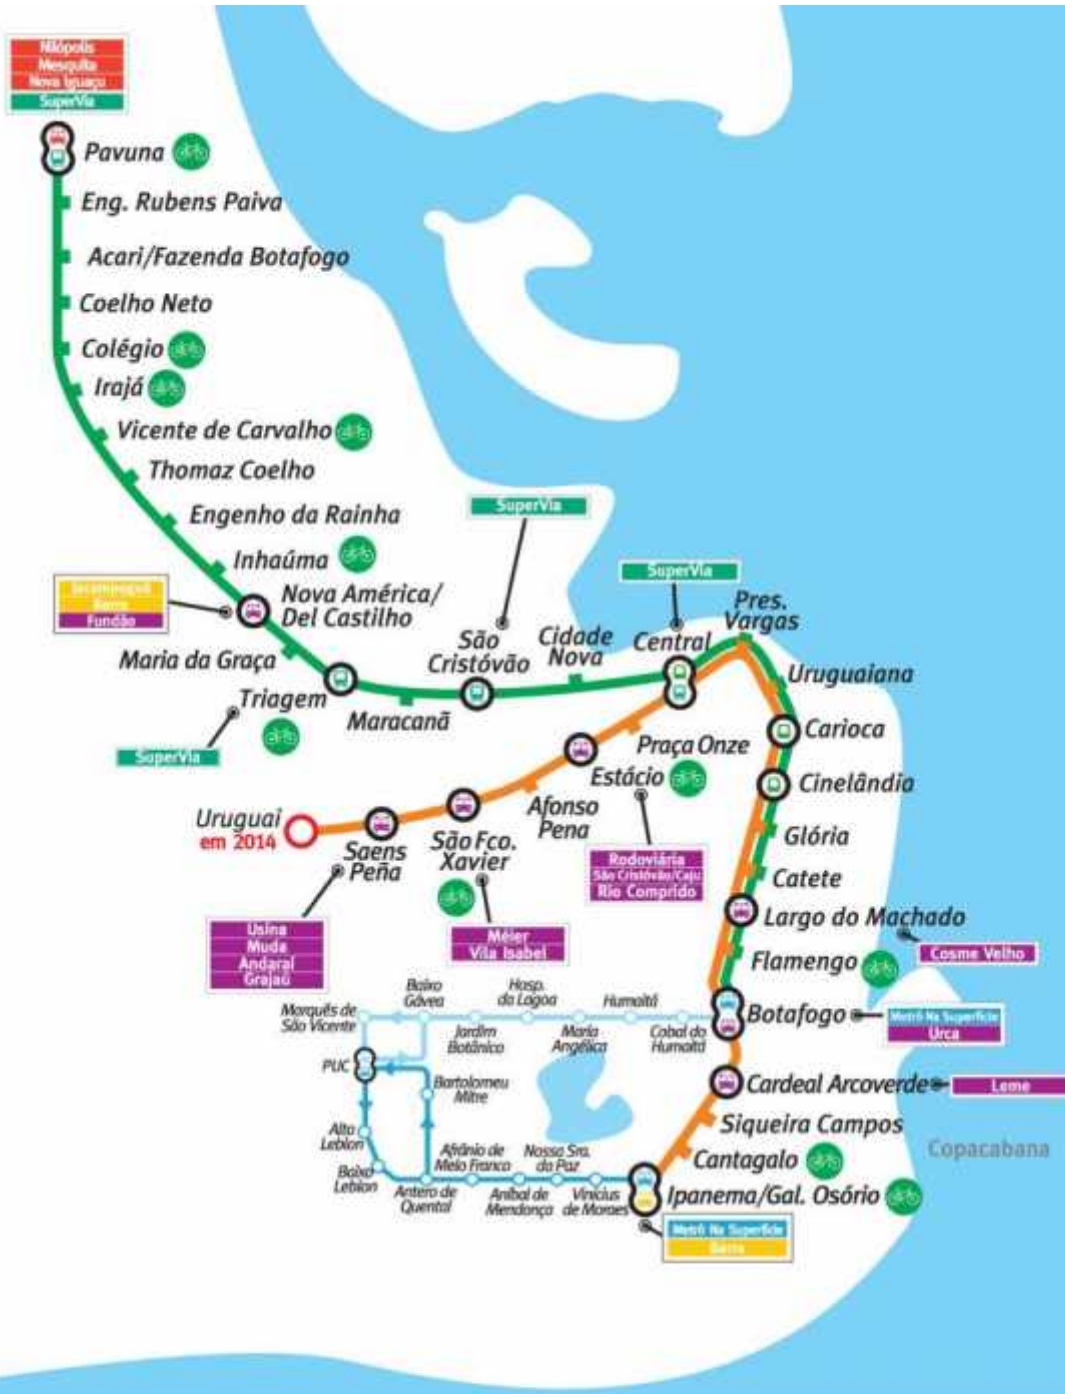 Nilópolis
Mesquita
Nova Iguaçu
SuperVia
Pavuna
Eng. Rubens Paiva
Acari/Fazenda Botafogo
Coelho Neto
Colégio
Irajá
Vicente de Carvalho
Thomaz Coelho
Engenho da Rainha
Inhaúma
SuperVia
Jacarepaguá
Barra
Fundão
Nova América/
Del Castilho
SuperVia
Maria da Graça
Triagem
SuperVia
Maracanã
São
Cristóvão
Cidade
Nova
Central
Pres.
Vargas
Uruguaiana
Carioca
Cinelândia
Praça Onze
Estácio
Rodoviária
São Cristóvão/Caju
Rio Comprido
Afonso
Pena
São Fco.
Xavier
Méier
Vila Isabel
Uruguai
em 2014
Saens
Peña
Usina
Muda
Andaraí
Grajaú
Glória
Catete
Largo do Machado
Cosme Velho
Flamengo
Botafogo
Metrô Na Superfície
Urca
Marquês de
São Vicente
Baixo
Gávea
Jardim
Botânico
Hosp.
da Lagoa
Maria
Angélica
Humaitá
Cobal do
Humaitá
PUC
Bartolomeu
Mitre
Alto
Leblon
Baixo
Leblon
Antero de
Quental
Afrânio de
Melo Franco
Aníbal de
Mendonça
Nossa Sra.
da Paz
Vinicius
de Moraes
Cardeal Arcoverde
Leme
Siqueira Campos
Copacabana
Cantagalo
Ipanema/Gal. Osório
Metrô Na Superfície
Barra